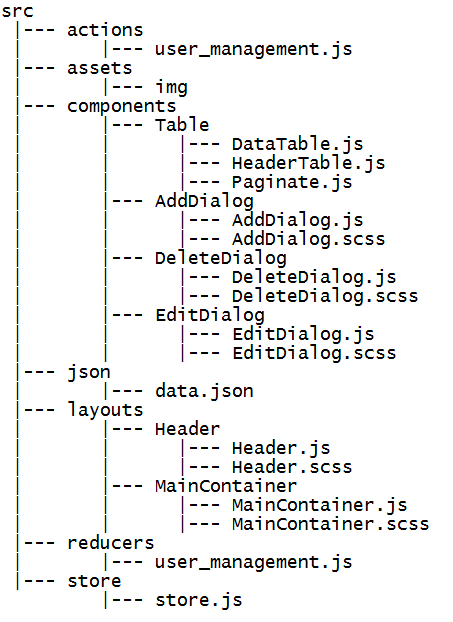 src
|--- actions
|       |--- user_management.js
|--- assets
|       |--- img
|--- components
|       |--- Table
|       |       |--- DataTable.js
|       |       |--- HeaderTable.js
|       |       |--- Paginate.js
|       |--- AddDialog
|       |       |--- AddDialog.js
|       |       |--- AddDialog.scss
|       |--- DeleteDialog
|       |       |--- DeleteDialog.js
|       |       |--- DeleteDialog.scss
|       |--- EditDialog
|       |       |--- EditDialog.js
|       |       |--- EditDialog.scss
|--- json
|       |--- data.json
|--- layouts
|       |--- Header
|       |       |--- Header.js
|       |       |--- Header.scss
|       |--- MainContainer
|       |       |--- MainContainer.js
|       |       |--- MainContainer.scss
|--- reducers
|       |--- user_management.js
|--- store
        |--- store.js